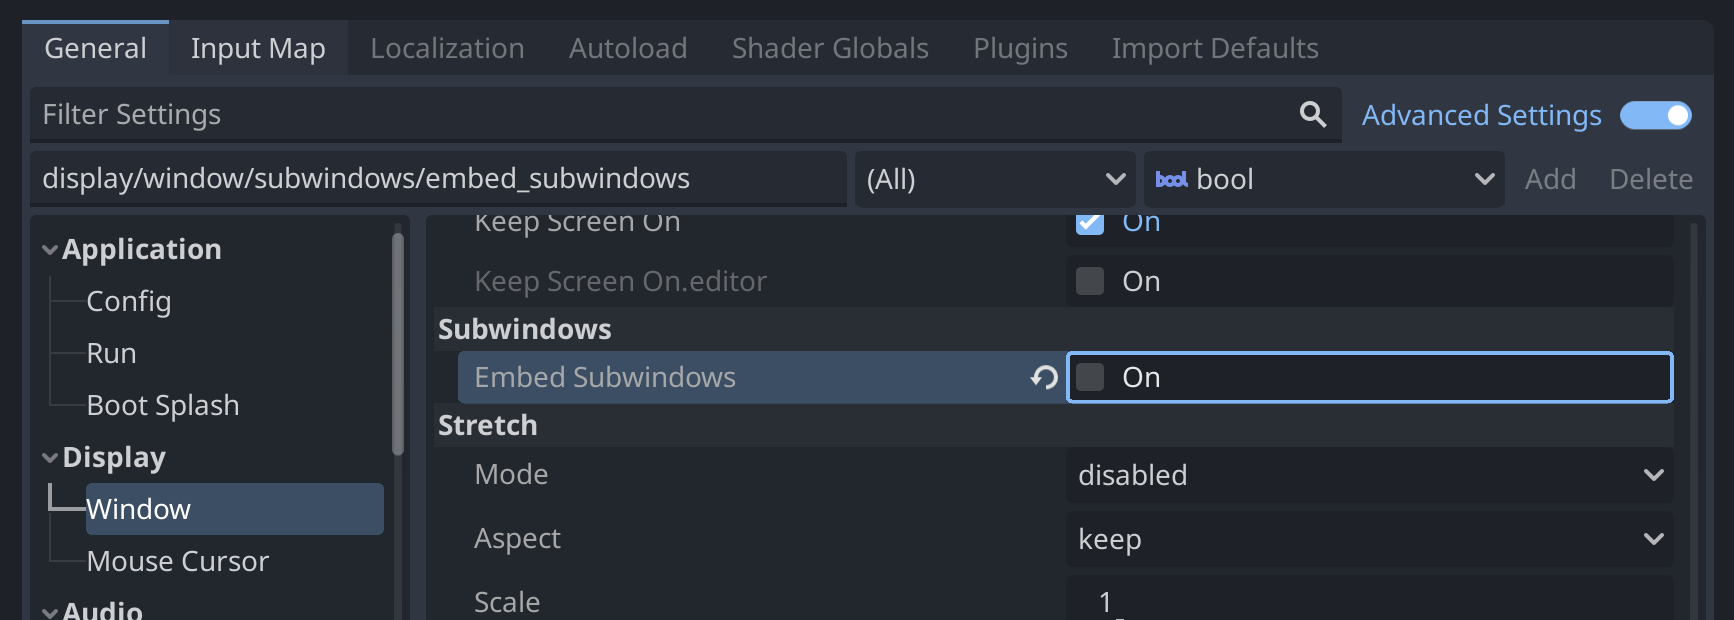 General Input Map Localization Autoload Shader Globals Plugins Import Defaults
Filter Settings Advanced Settings
display/window/subwindows/embed_subwindows (All) bool bool Add Delete
Application
Config
Run
Boot Splash
Display
Window
Mouse Cursor
Audio
Keep Screen On On
Keep Screen On.editor On
Subwindows
Embed Subwindows On
Stretch
Mode disabled
Aspect keep
Scale 1